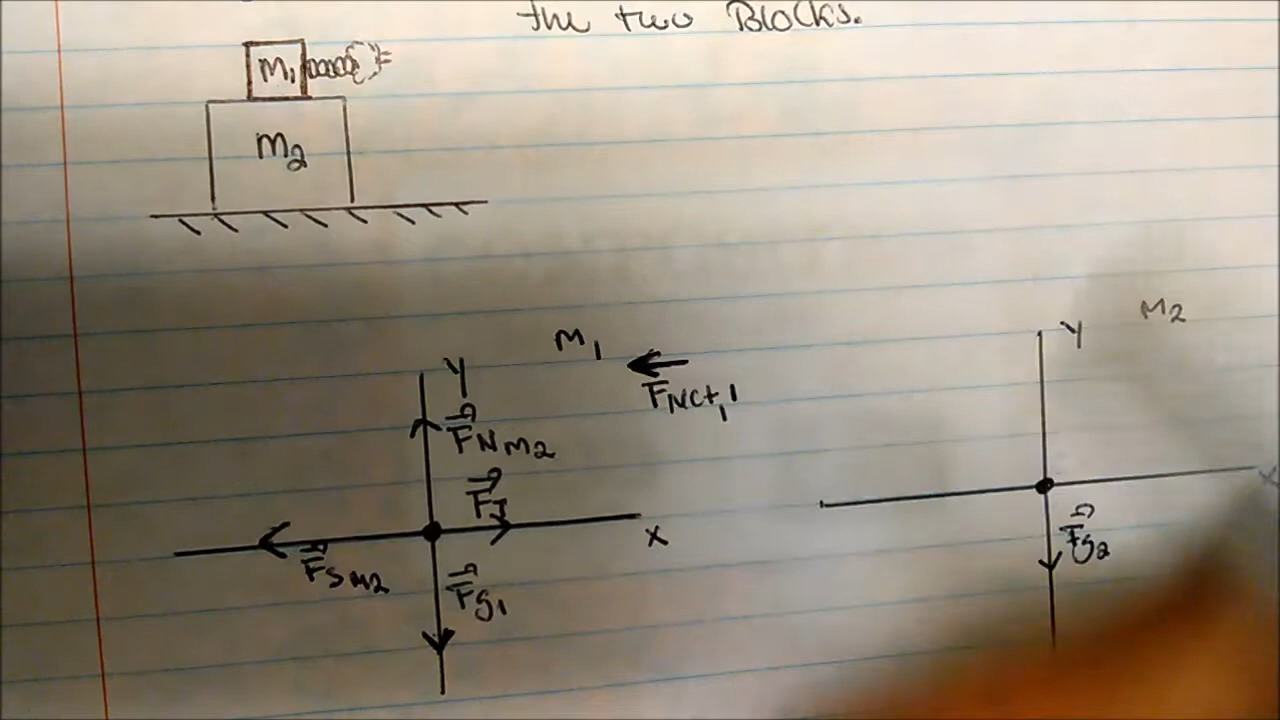 the two Blocks.
m1
m2
M1
M2
Y
Y
FNct,1
FNM2
FT
x
x
FSM2
Fg1
Fg2